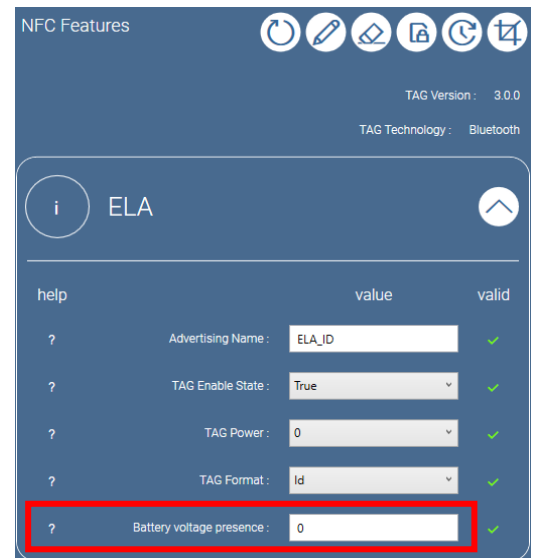 NFC Features
TAG Version : 3.0.0
TAG Technology : Bluetooth
i ELA
help value valid
? Advertising Name : ELA_ID
? TAG Enable State : True
? TAG Power : 0
? TAG Format : Id
? Battery voltage presence : 0